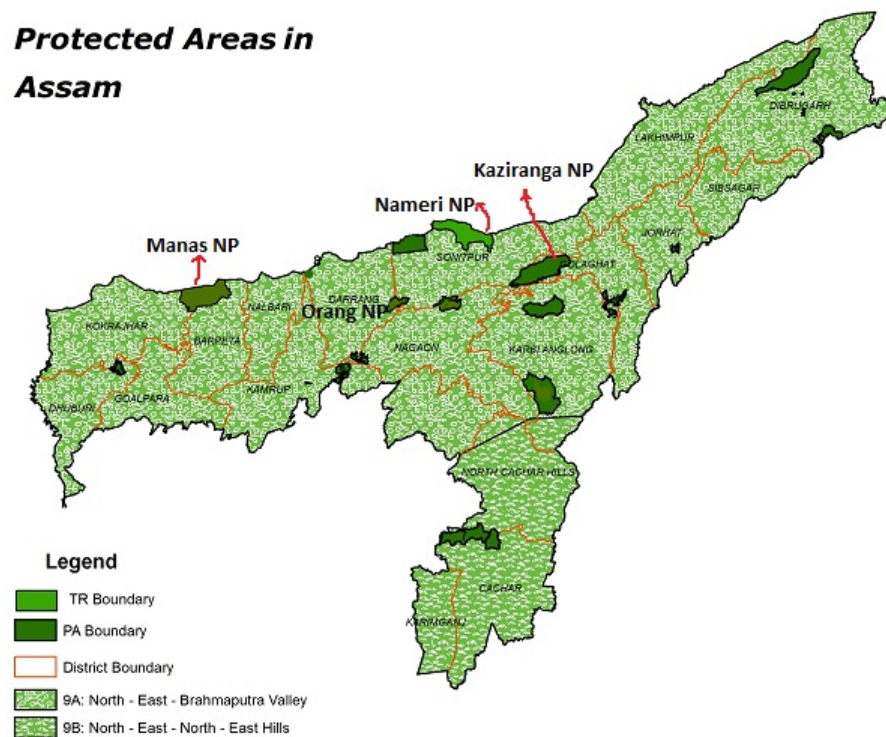 Protected Areas in
Assam
Kaziranga NP
Nameri NP
Manas NP
Orang NP
DIBRUGARH
LAKHIMPUR
SIBSAGAR
JORHAT
SONITPUR
OLAGHAT
DARRANG
NALBARI
KOKRAJHAR
BARPETA
NAGAON
KARBI ANGLONG
KAMRUP
GOALPARA
DHUBURI
NORTH CACHAR HILLS
CACHAR
KARIMGANJ
Legend
TR Boundary
PA Boundary
District Boundary
9A: North - East - Brahmaputra Valley
9B: North - East - North - East Hills